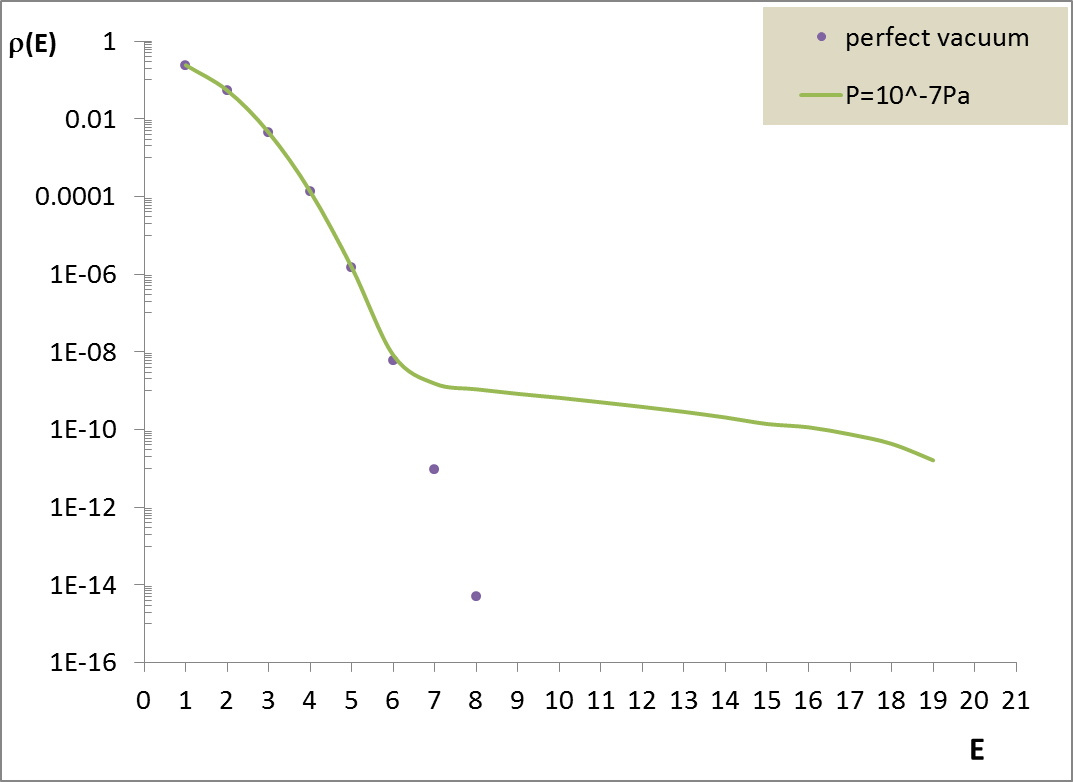 ρ(E)
perfect vacuum
P=10^-7Pa
1
0.01
0.0001
1E-06
1E-08
1E-10
1E-12
1E-14
1E-16
0 1 2 3 4 5 6 7 8 9 10 11 12 13 14 15 16 17 18 19 20 21
E